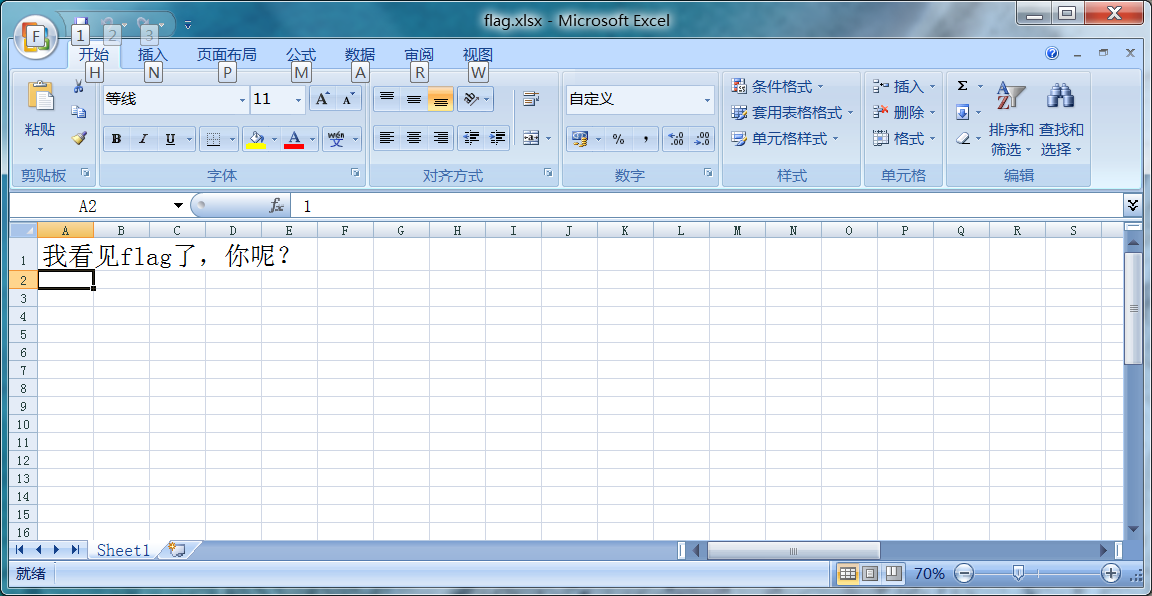 flag.xlsx - Microsoft Excel
F 1 2 3
开始 插入 页面布局 公式 数据 审阅 视图
H N P M A R W
等线 11 自定义
条件格式 插入 Σ
粘贴 套用表格格式 删除 排序和 查找和
B I U wén % , .0 .00 .00 .0 单元格样式 格式 筛选 选择
剪贴板 字体 对齐方式 数字 样式 单元格 编辑
A2 fx 1
A B C D E F G H I J K L M N O P Q R S
1 我看见flag了，你呢？
2
3
4
5
6
7
8
9
10
11
12
13
14
15
16
Sheet1
就绪 70%